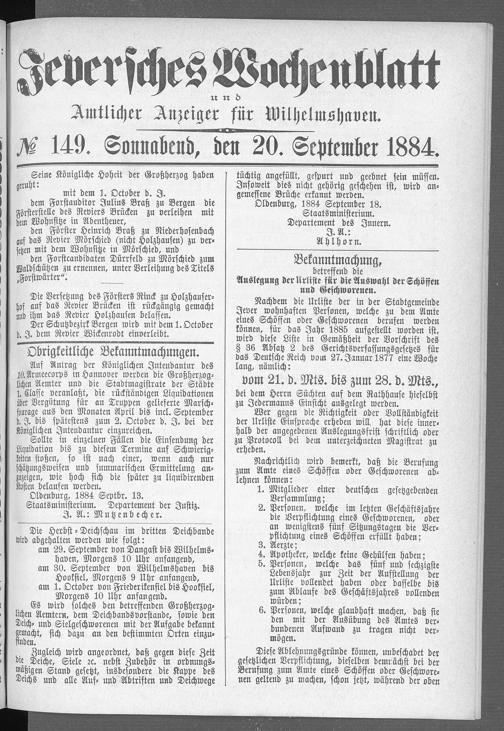 Jeversches Wochenblatt
und
Amtlicher Anzeiger für Wilhelmshaven.
№ 149. Sonnabend, den 20. September 1884.
Seine Königliche Hoheit der Großherzog haben
geruht:
mit dem 1. October d. J.
dem Forstauditor Julius Braß zu Bergen die
Försterstelle des Reviers Brücken zu verleihen mit
dem Wohnsitze in Abentheuer,
den Förster Heinrich Braß zu Niederhosenbach
auf das Revier Mörschied (nicht Holzhausen) zu ver-
setzen mit dem Wohnsitze in Mörschied, und
den Forstcandidaten Dürrfeld zu Mörschied zum
Waldschützen zu ernennen, unter Verleihung des Titels
„Forstwärter“.
Die Versetzung des Försters Rinck zu Holzhauser-
hof auf das Revier Brücken ist rückgängig gemacht
und ihm das Revier Holzhausen belassen.
Der Schutzbezirk Bergen wird mit dem 1. October
d. J. dem Revier Wickenrodt einverleibt.
Obrigkeitliche Bekanntmachungen.
Auf Antrag der Königlichen Intendantur des
10. Armeecorps in Hannover werden die Großherzog-
lichen Aemter und die Stadtmagistrate der Städte
1. Classe veranlaßt, die rückständigen Liquidationen
der Vergütung für an Truppen gelieferte Marsch-
fourage aus den Monaten April bis incl. September
d. J. bis spätestens zum 2. October d. J. bei der
Königlichen Intendantur einzureichen.
Sollte in einzelnen Fällen die Einsendung der
Liquidation bis zu diesem Termine auf Schwierig-
keiten stoßen, so ist nach einer, wenn auch nur
schätzungsweisen und summarischen Ermittelung an-
zuzeigen, wie hoch sich die später zu liquidirenden
Kosten belaufen werden.
Oldenburg, 1884 Septbr. 13.
Staatsministerium. Departement der Justiz.
J. A.: Mutzenbecher.
Die Herbst-Deichschau im dritten Deichbande
wird abgehalten werden wie folgt:
am 29. September von Dangast bis Wilhelms-
haven, Morgens 10 Uhr anfangend,
am 30. September von Wilhelmshaven bis
Hooksiel, Morgens 9 Uhr anfangend,
am 1. October von Friederikensiel bis Hooksiel,
Morgens 10 Uhr anfangend.
Es wird solches den betreffenden Großherzog-
lichen Aemtern, dem Deichbandsvorstande, sowie den
Deich- und Sielgeschworenen mit der Aufgabe bekannt
gemacht, sich dazu an den bestimmten Orten einzu-
finden.
Zugleich wird angeordnet, daß gegen diese Zeit
die Deiche, Siele ꝛc. nebst Zubehör in ordnungs-
mäßigen Stand gesetzt, insbesondere die Kappe des
Deichs und alle Auf- und Abtriften und Deichwege
tüchtig angefüllt, gespurt und geebnet sein müssen.
Insoweit dies nicht gehörig geschehen ist, wird an-
gemessene Brüche erkannt werden.
Oldenburg, 1884 September 18.
Staatsministerium.
Departement des Innern.
J. A.:
Ahlhorn.
Bekanntmachung,
betreffend die
Auslegung der Urliste für die Auswahl der Schöffen
und Geschworenen.
Nachdem die Urliste der in der Stadtgemeinde
Jever wohnhaften Personen, welche zu dem Amte
eines Schöffen oder Geschworenen berufen werden
können, für das Jahr 1885 aufgestellt worden ist,
wird diese Liste in Gemäßheit der Vorschrift des
§ 36 Absatz 2 des Gerichtsverfassungsgesetzes für
das Deutsche Reich vom 27. Januar 1877 eine Woche
lang, nämlich:
vom 21. d. Mts. bis zum 28. d. Mts.,
bei dem Herrn Süchten auf dem Rathhause hieselbst
zu Jedermanns Einsicht ausgelegt werden.
Wer gegen die Richtigkeit oder Vollständigkeit
der Urliste Einsprache erheben will, hat diese inner-
halb der angegebenen Auslegungsfrist schriftlich oder
zu Protocoll bei dem unterzeichneten Magistrat zu
erheben.
Nachrichtlich wird bemerkt, daß die Berufung
zum Amte eines Schöffen oder Geschworenen ab-
lehnen können:
1. Mitglieder einer deutschen gesetzgebenden
Versammlung;
2. Personen, welche im letzten Geschäftsjahre
die Verpflichtung eines Geschworenen, oder
an wenigstens fünf Sitzungstagen die Ver-
pflichtung eines Schöffen erfüllt haben;
3. Aerzte;
4. Apotheker, welche keine Gehülfen haben;
5. Personen, welche das fünf und sechzigste
Lebensjahr zur Zeit der Aufstellung der
Urliste vollendet haben oder dasselbe bis
zum Ablaufe des Geschäftsjahres vollenden
würden;
6. Personen, welche glaubhaft machen, daß sie
den mit der Ausübung des Amtes ver-
bundenen Aufwand zu tragen nicht ver-
mögen.
Diese Ablehnungsgründe können, unbeschadet der
gesetzlichen Verpflichtung, dieselben demnächst bei der
Berufung zum Amte eines Schöffen oder Geschwore-
nen geltend zu machen, schon jetzt, während der oben